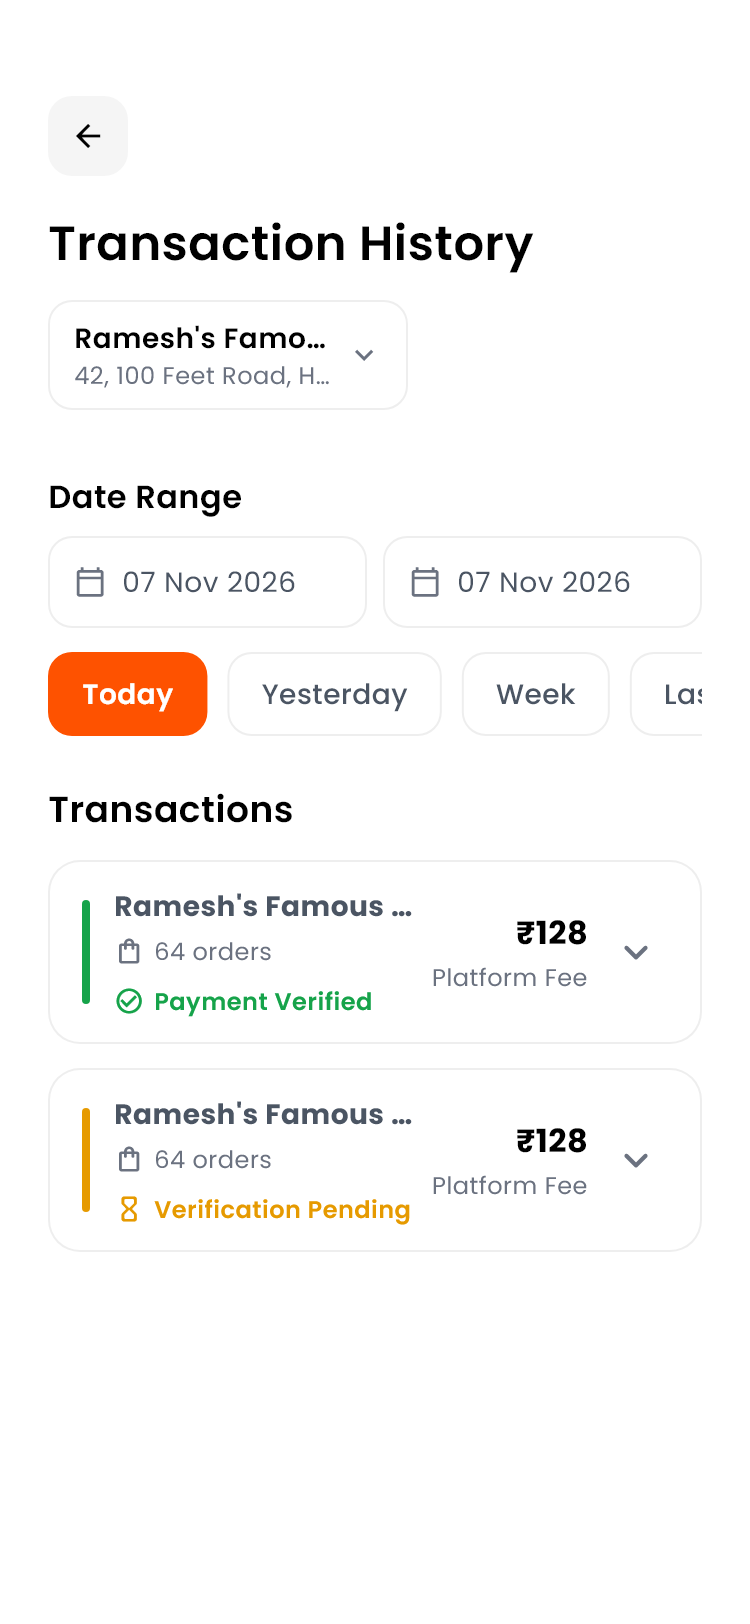 Transaction History
Ramesh's Famo...
42, 100 Feet Road, H...
Date Range
07 Nov 2026 07 Nov 2026
Today Yesterday Week Las
Transactions
Ramesh's Famous ...
64 orders
Payment Verified
₹128
Platform Fee
Ramesh's Famous ...
64 orders
Verification Pending
₹128
Platform Fee